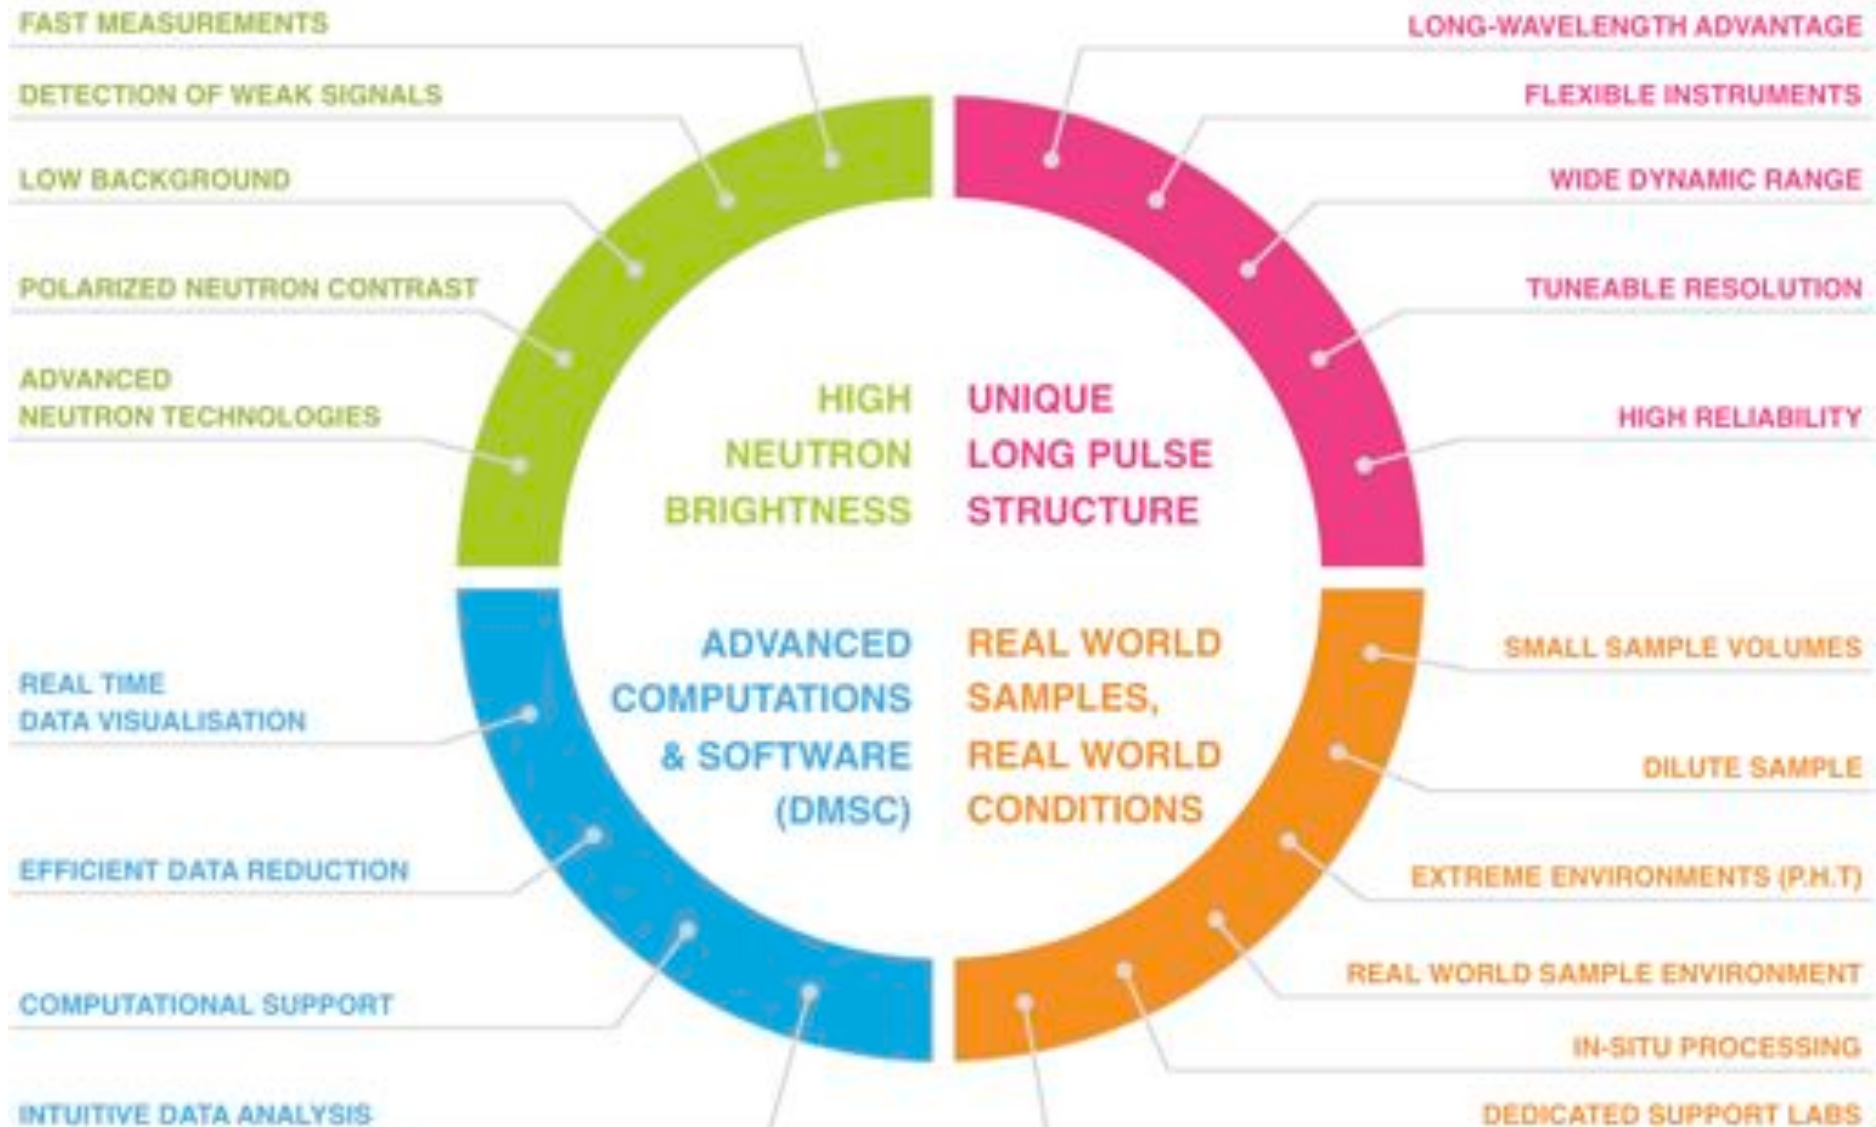 FAST MEASUREMENTS
DETECTION OF WEAK SIGNALS
LOW BACKGROUND
POLARIZED NEUTRON CONTRAST
ADVANCED
NEUTRON TECHNOLOGIES
LONG-WAVELENGTH ADVANTAGE
FLEXIBLE INSTRUMENTS
WIDE DYNAMIC RANGE
TUNEABLE RESOLUTION
HIGH RELIABILITY
HIGH
NEUTRON
BRIGHTNESS
UNIQUE
LONG PULSE
STRUCTURE
ADVANCED
COMPUTATIONS
& SOFTWARE
(DMSC)
REAL WORLD
SAMPLES,
REAL WORLD
CONDITIONS
REAL TIME
DATA VISUALISATION
EFFICIENT DATA REDUCTION
COMPUTATIONAL SUPPORT
INTUITIVE DATA ANALYSIS
SMALL SAMPLE VOLUMES
DILUTE SAMPLE
EXTREME ENVIRONMENTS (P.H.T)
REAL WORLD SAMPLE ENVIRONMENT
IN-SITU PROCESSING
DEDICATED SUPPORT LABS